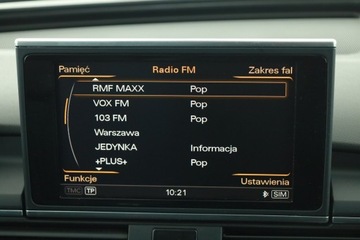 Pamięć Radio FM Zakres fal
RMF MAXX Pop
VOX FM Pop
103 FM Pop
Warszawa
JEDYNKA Informacja
+PLUS+ Pop
Funkcje Ustawienia
TMC TP 10:21 SIM